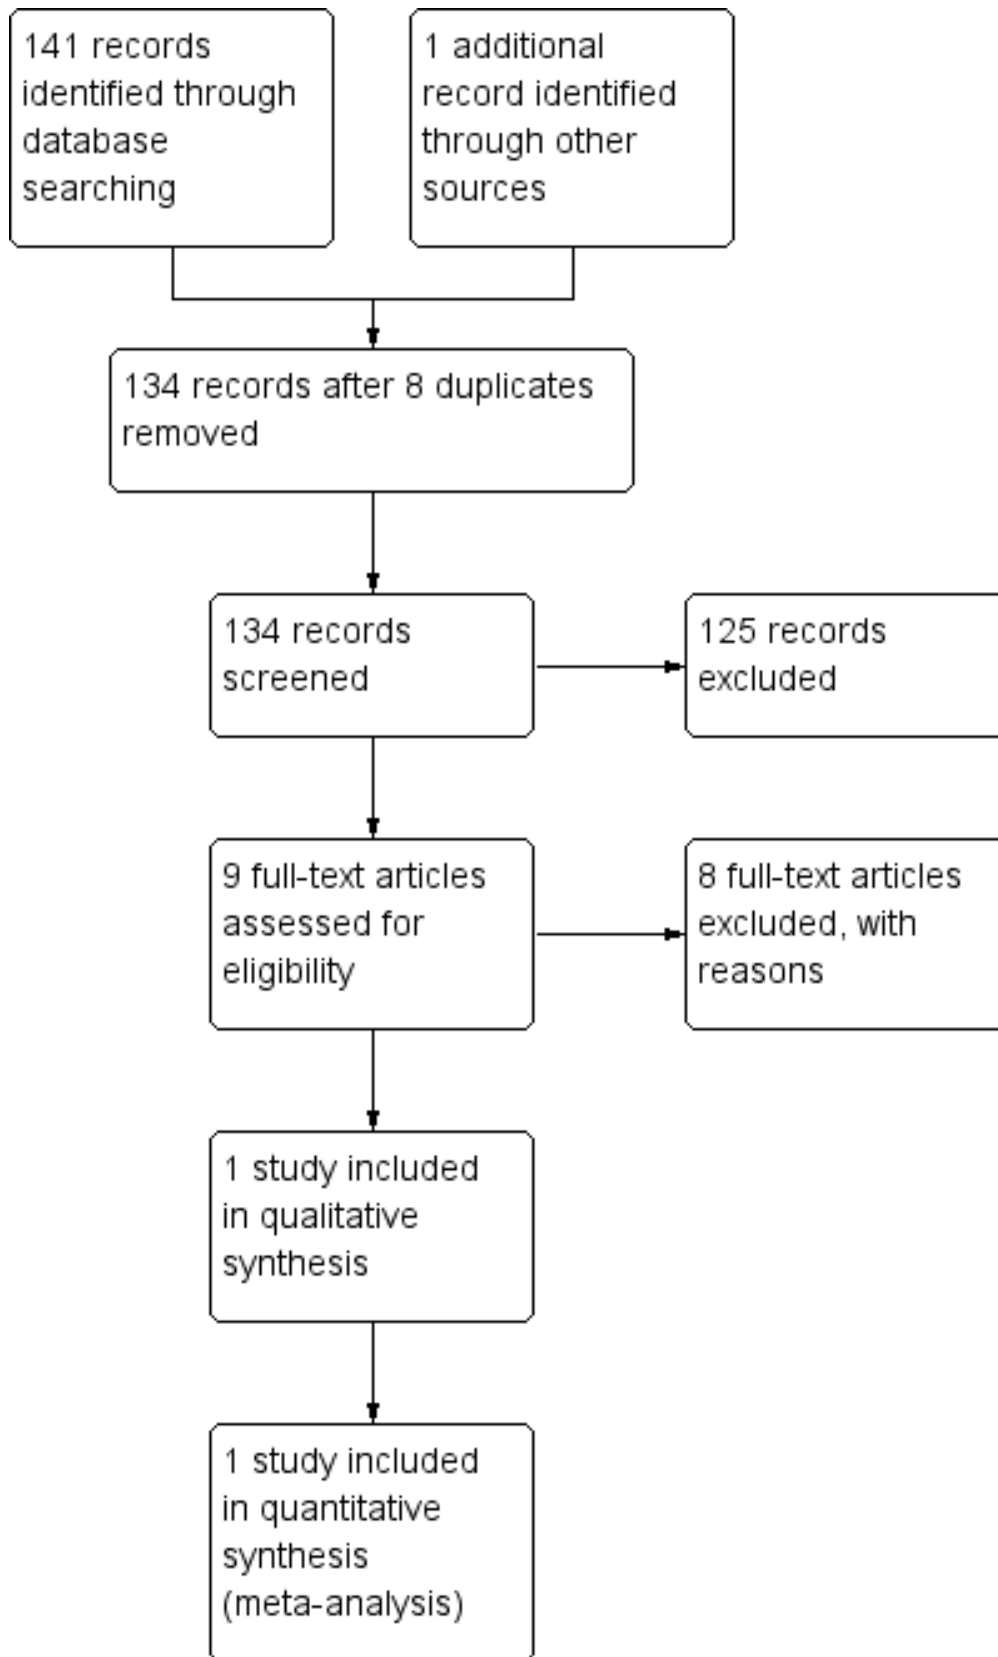 141 records
identified through
database
searching
1 additional
record identified
through other
sources
134 records after 8 duplicates
removed
134 records
screened
125 records
excluded
9 full-text articles
assessed for
eligibility
8 full-text articles
excluded, with
reasons
1 study included
in qualitative
synthesis
1 study included
in quantitative
synthesis
(meta-analysis)